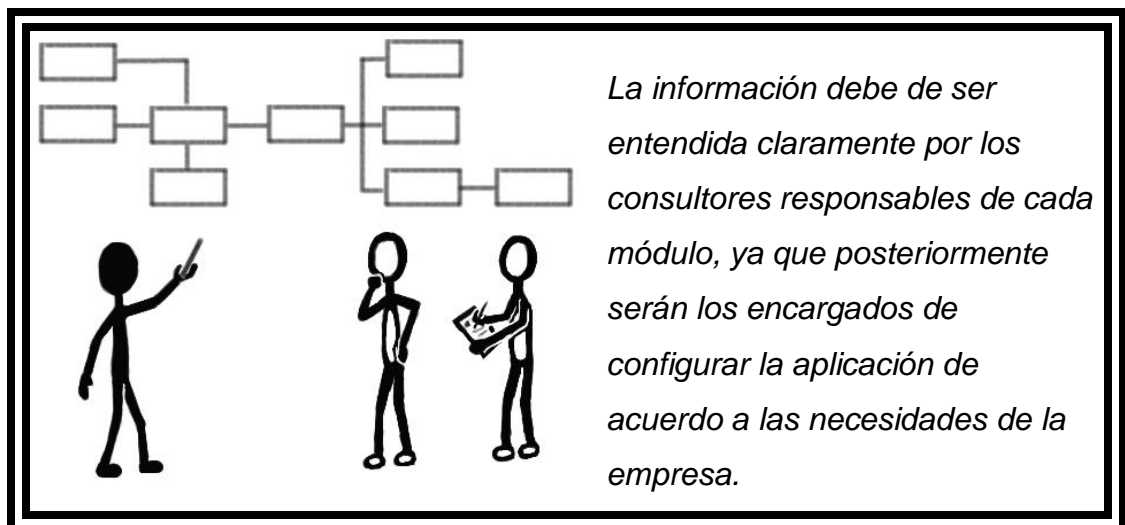 La información debe de ser
entendida claramente por los
consultores responsables de cada
módulo, ya que posteriormente
serán los encargados de
configurar la aplicación de
acuerdo a las necesidades de la
empresa.